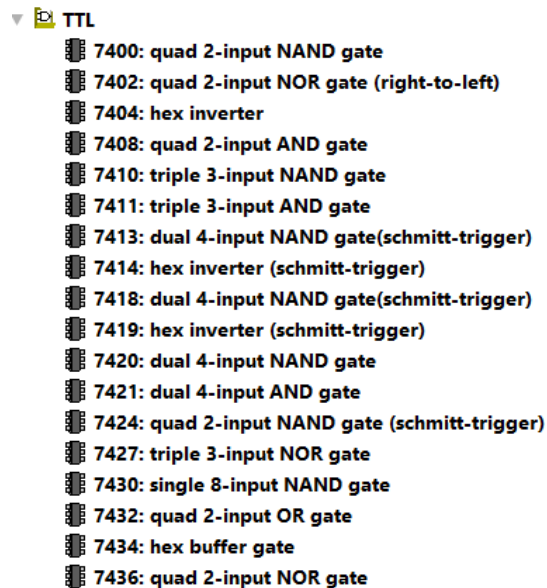 TTL
7400: quad 2-input NAND gate
7402: quad 2-input NOR gate (right-to-left)
7404: hex inverter
7408: quad 2-input AND gate
7410: triple 3-input NAND gate
7411: triple 3-input AND gate
7413: dual 4-input NAND gate(schmitt-trigger)
7414: hex inverter (schmitt-trigger)
7418: dual 4-input NAND gate(schmitt-trigger)
7419: hex inverter (schmitt-trigger)
7420: dual 4-input NAND gate
7421: dual 4-input AND gate
7424: quad 2-input NAND gate (schmitt-trigger)
7427: triple 3-input NOR gate
7430: single 8-input NAND gate
7432: quad 2-input OR gate
7434: hex buffer gate
7436: quad 2-input NOR gate